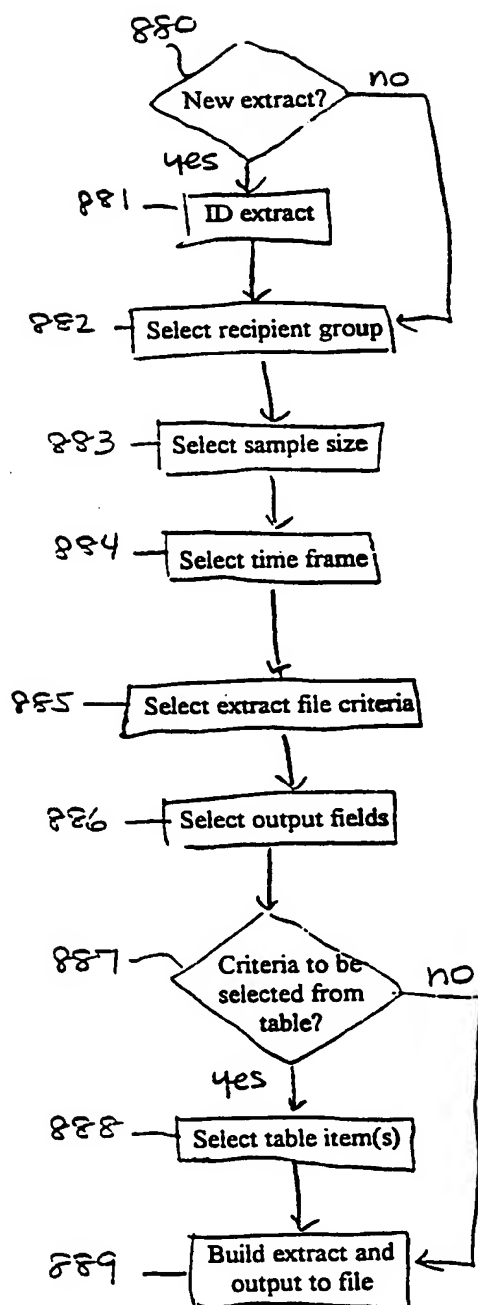 880
New extract?
no
yes
881
ID extract
882
Select recipient group
883
Select sample size
884
Select time frame
885
Select extract file criteria
886
Select output fields
887
Criteria to be
selected from
table?
no
yes
888
Select table item(s)
889
Build extract and
output to file